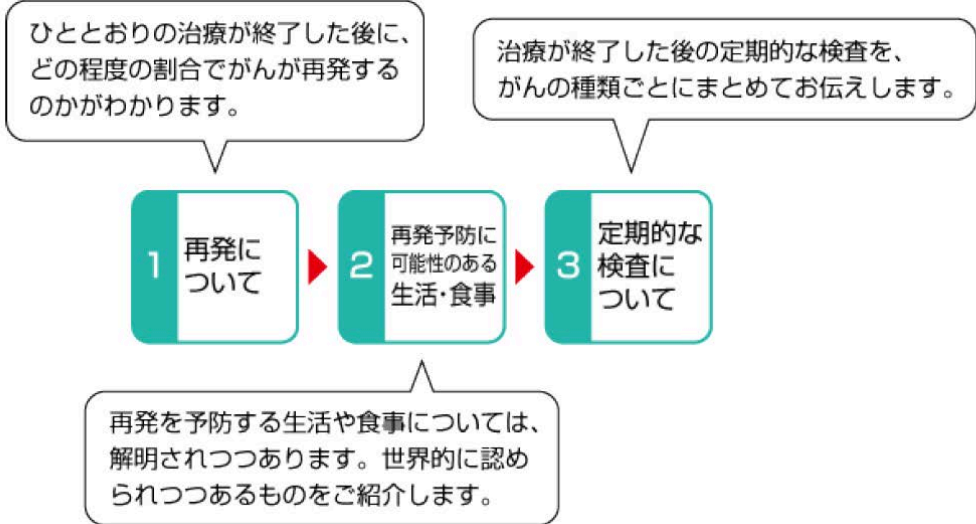 ひととおりの治療が終了した後に、
どの程度の割合でがんが再発する
のかがわかります。
治療が終了した後の定期的な検査を、
がんの種類ごとにまとめてお伝えします。
1
再発に
ついて
2
再発予防に
可能性のある
生活・食事
3
定期的な
検査に
ついて
再発を予防する生活や食事については、
解明されつつあります。世界的に認め
られつつあるものをご紹介します。